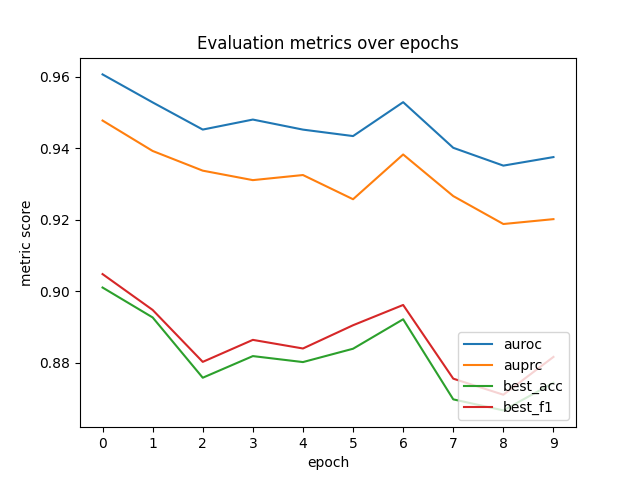 Evaluation metrics over epochs
metric score
0.96
0.94
0.92
0.90
0.88
0 1 2 3 4 5 6 7 8 9
epoch
auroc
auprc
best_acc
best_f1